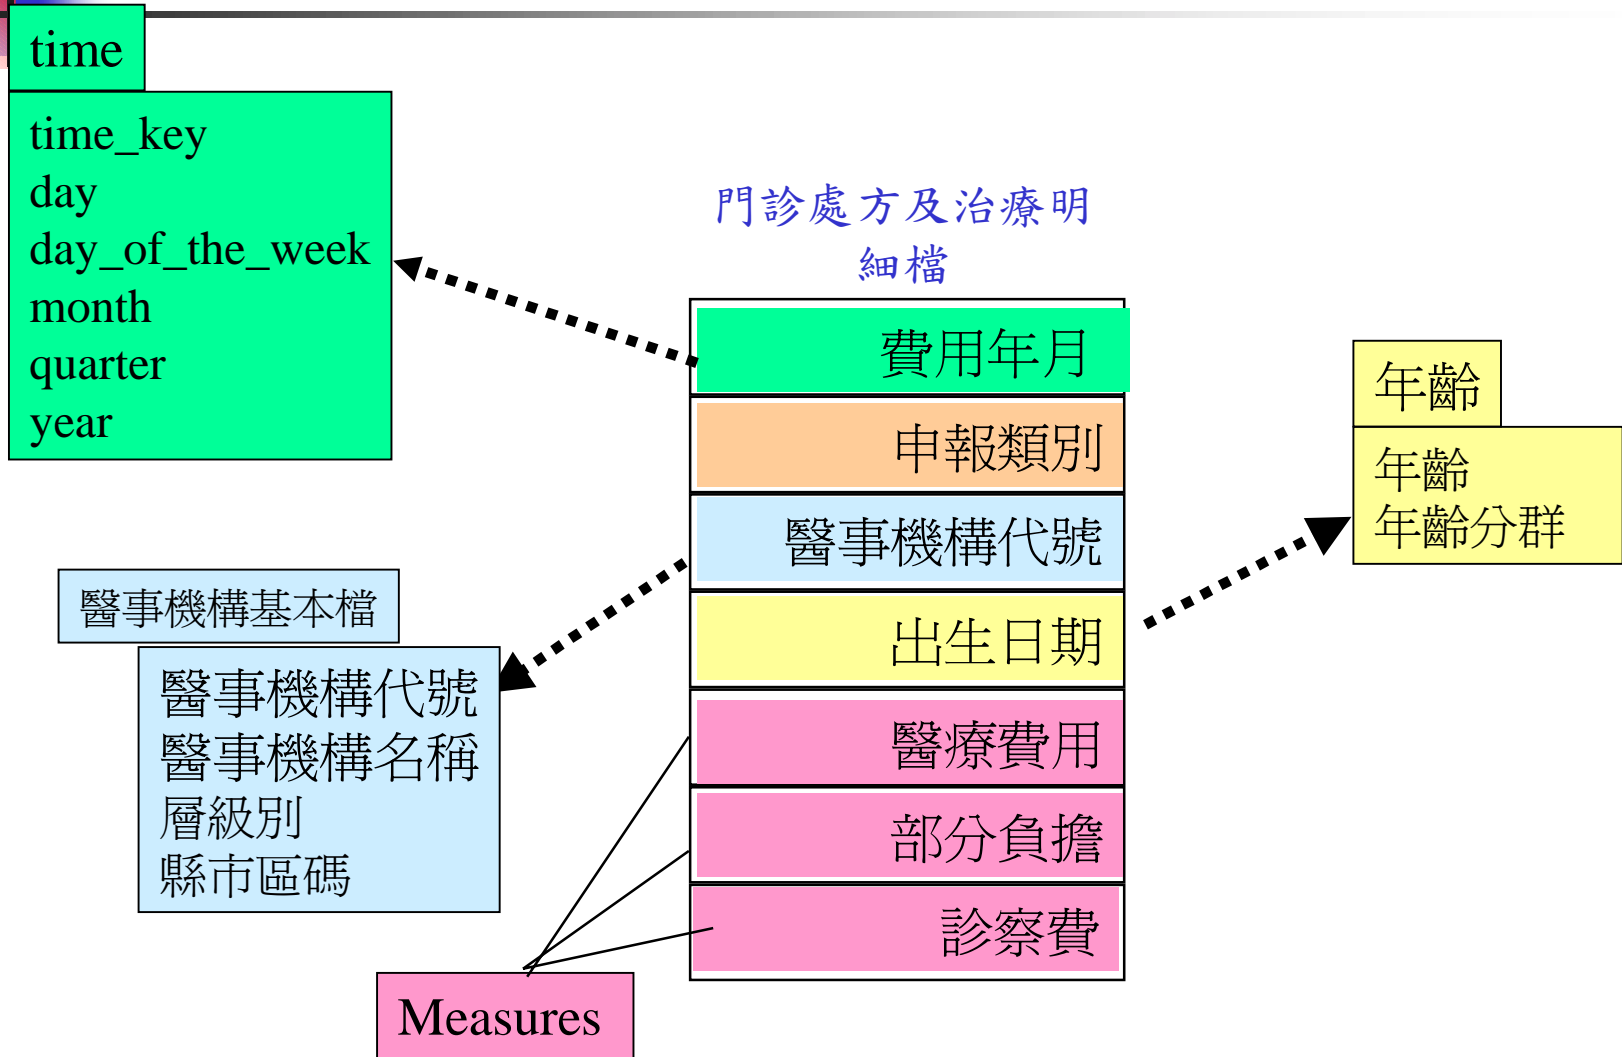 time
time_key
day
day_of_the_week
month
quarter
year
門診處方及治療明
細檔
費用年月
申報類別
醫事機構代號
出生日期
醫療費用
部分負擔
診察費
年齡
年齡
年齡分群
醫事機構基本檔
醫事機構代號
醫事機構名稱
層級別
縣市區碼
Measures